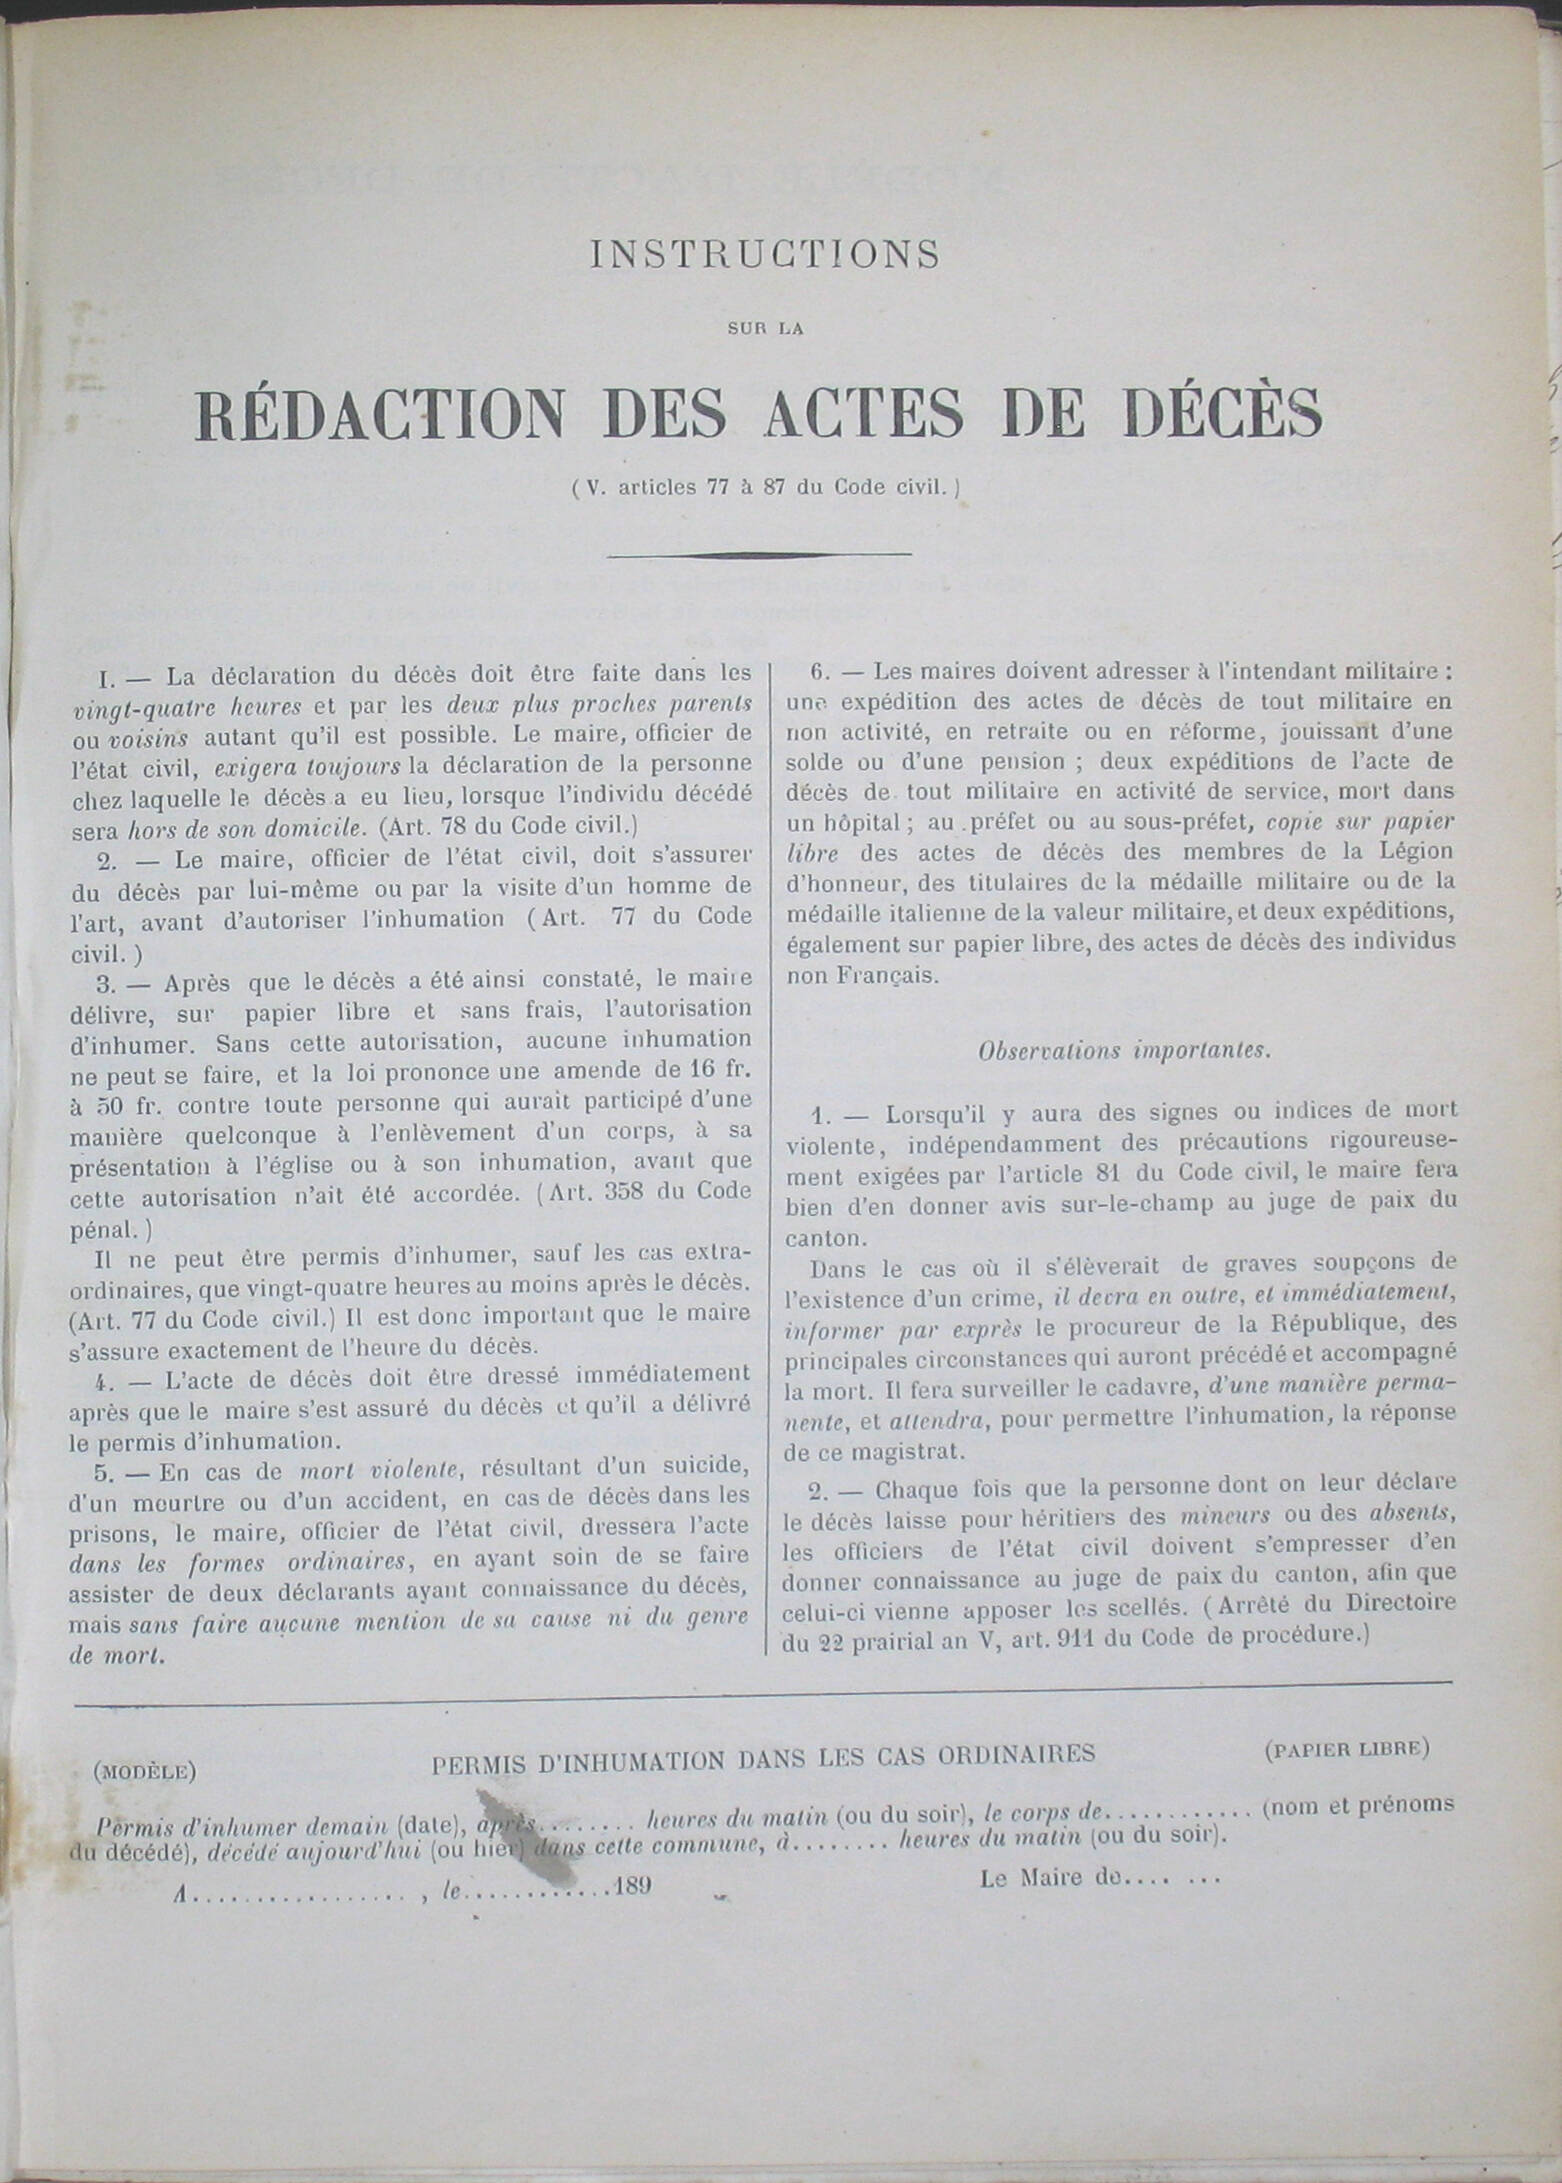 INSTRUCTIONS
SUR LA
RÉDACTION DES ACTES DE DÉCÈS
( V. articles 77 à 87 du Code civil. )
I. — La déclaration du décès doit être faite dans les
vingt-quatre heures et par les deux plus proches parents
ou voisins autant qu'il est possible. Le maire, officier de
l'état civil, exigera toujours la déclaration de la personne
chez laquelle le décès a eu lieu, lorsque l'individu décédé
sera hors de son domicile. (Art. 78 du Code civil.)
2. — Le maire, officier de l'état civil, doit s'assurer
du décès par lui-même ou par la visite d'un homme de
l'art, avant d'autoriser l'inhumation (Art. 77 du Code
civil. )
3. — Après que le décès a été ainsi constaté, le maire
délivre, sur papier libre et sans frais, l'autorisation
d'inhumer. Sans cette autorisation, aucune inhumation
ne peut se faire, et la loi prononce une amende de 16 fr.
à 50 fr. contre toute personne qui aurait participé d'une
manière quelconque à l'enlèvement d'un corps, à sa
présentation à l'église ou à son inhumation, avant que
cette autorisation n'ait été accordée. (Art. 358 du Code
pénal. )
Il ne peut être permis d'inhumer, sauf les cas extra-
ordinaires, que vingt-quatre heures au moins après le décès.
(Art. 77 du Code civil.) Il est donc important que le maire
s'assure exactement de l'heure du décès.
4. — L'acte de décès doit être dressé immédiatement
après que le maire s'est assuré du décès et qu'il a délivré
le permis d'inhumation.
5. — En cas de mort violente, résultant d'un suicide,
d'un meurtre ou d'un accident, en cas de décès dans les
prisons, le maire, officier de l'état civil, dressera l'acte
dans les formes ordinaires, en ayant soin de se faire
assister de deux déclarants ayant connaissance du décès,
mais sans faire aucune mention de sa cause ni du genre
de mort.
6. — Les maires doivent adresser à l'intendant militaire :
une expédition des actes de décès de tout militaire en
non activité, en retraite ou en réforme, jouissant d'une
solde ou d'une pension ; deux expéditions de l'acte de
décès de tout militaire en activité de service, mort dans
un hôpital ; au préfet ou au sous-préfet, copie sur papier
libre des actes de décès des membres de la Légion
d'honneur, des titulaires de la médaille militaire ou de la
médaille italienne de la valeur militaire, et deux expéditions,
également sur papier libre, des actes de décès des individus
non Français.
Observations importantes.
1. — Lorsqu'il y aura des signes ou indices de mort
violente, indépendamment des précautions rigoureuse-
ment exigées par l'article 81 du Code civil, le maire fera
bien d'en donner avis sur-le-champ au juge de paix du
canton.
Dans le cas où il s'élèverait de graves soupçons de
l'existence d'un crime, il devra en outre, et immédiatement,
informer par exprès le procureur de la République, des
principales circonstances qui auront précédé et accompagné
la mort. Il fera surveiller le cadavre, d'une manière perma-
nente, et attendra, pour permettre l'inhumation, la réponse
de ce magistrat.
2. — Chaque fois que la personne dont on leur déclare
le décès laisse pour héritiers des mineurs ou des absents,
les officiers de l'état civil doivent s'empresser d'en
donner connaissance au juge de paix du canton, afin que
celui-ci vienne apposer les scellés. (Arrêté du Directoire
du 22 prairial an V, art. 911 du Code de procédure.)
(MODÈLE) PERMIS D'INHUMATION DANS LES CAS ORDINAIRES (PAPIER LIBRE)
Permis d'inhumer demain (date), après......... heures du matin (ou du soir), le corps de............ (nom et prénoms
du décédé), décédé aujourd'hui (ou hier) dans cette commune, à........ heures du matin (ou du soir).
A................. , le............189 Le Maire de.... ...